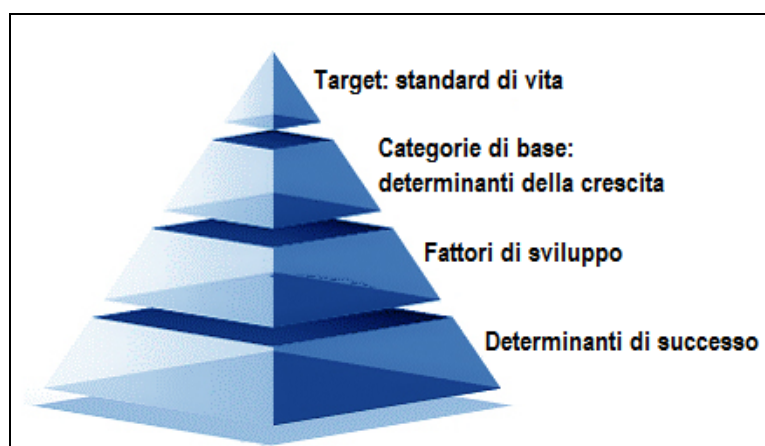 Target: standard di vita
Categorie di base:
determinanti della crescita
Fattori di sviluppo
Determinanti di successo